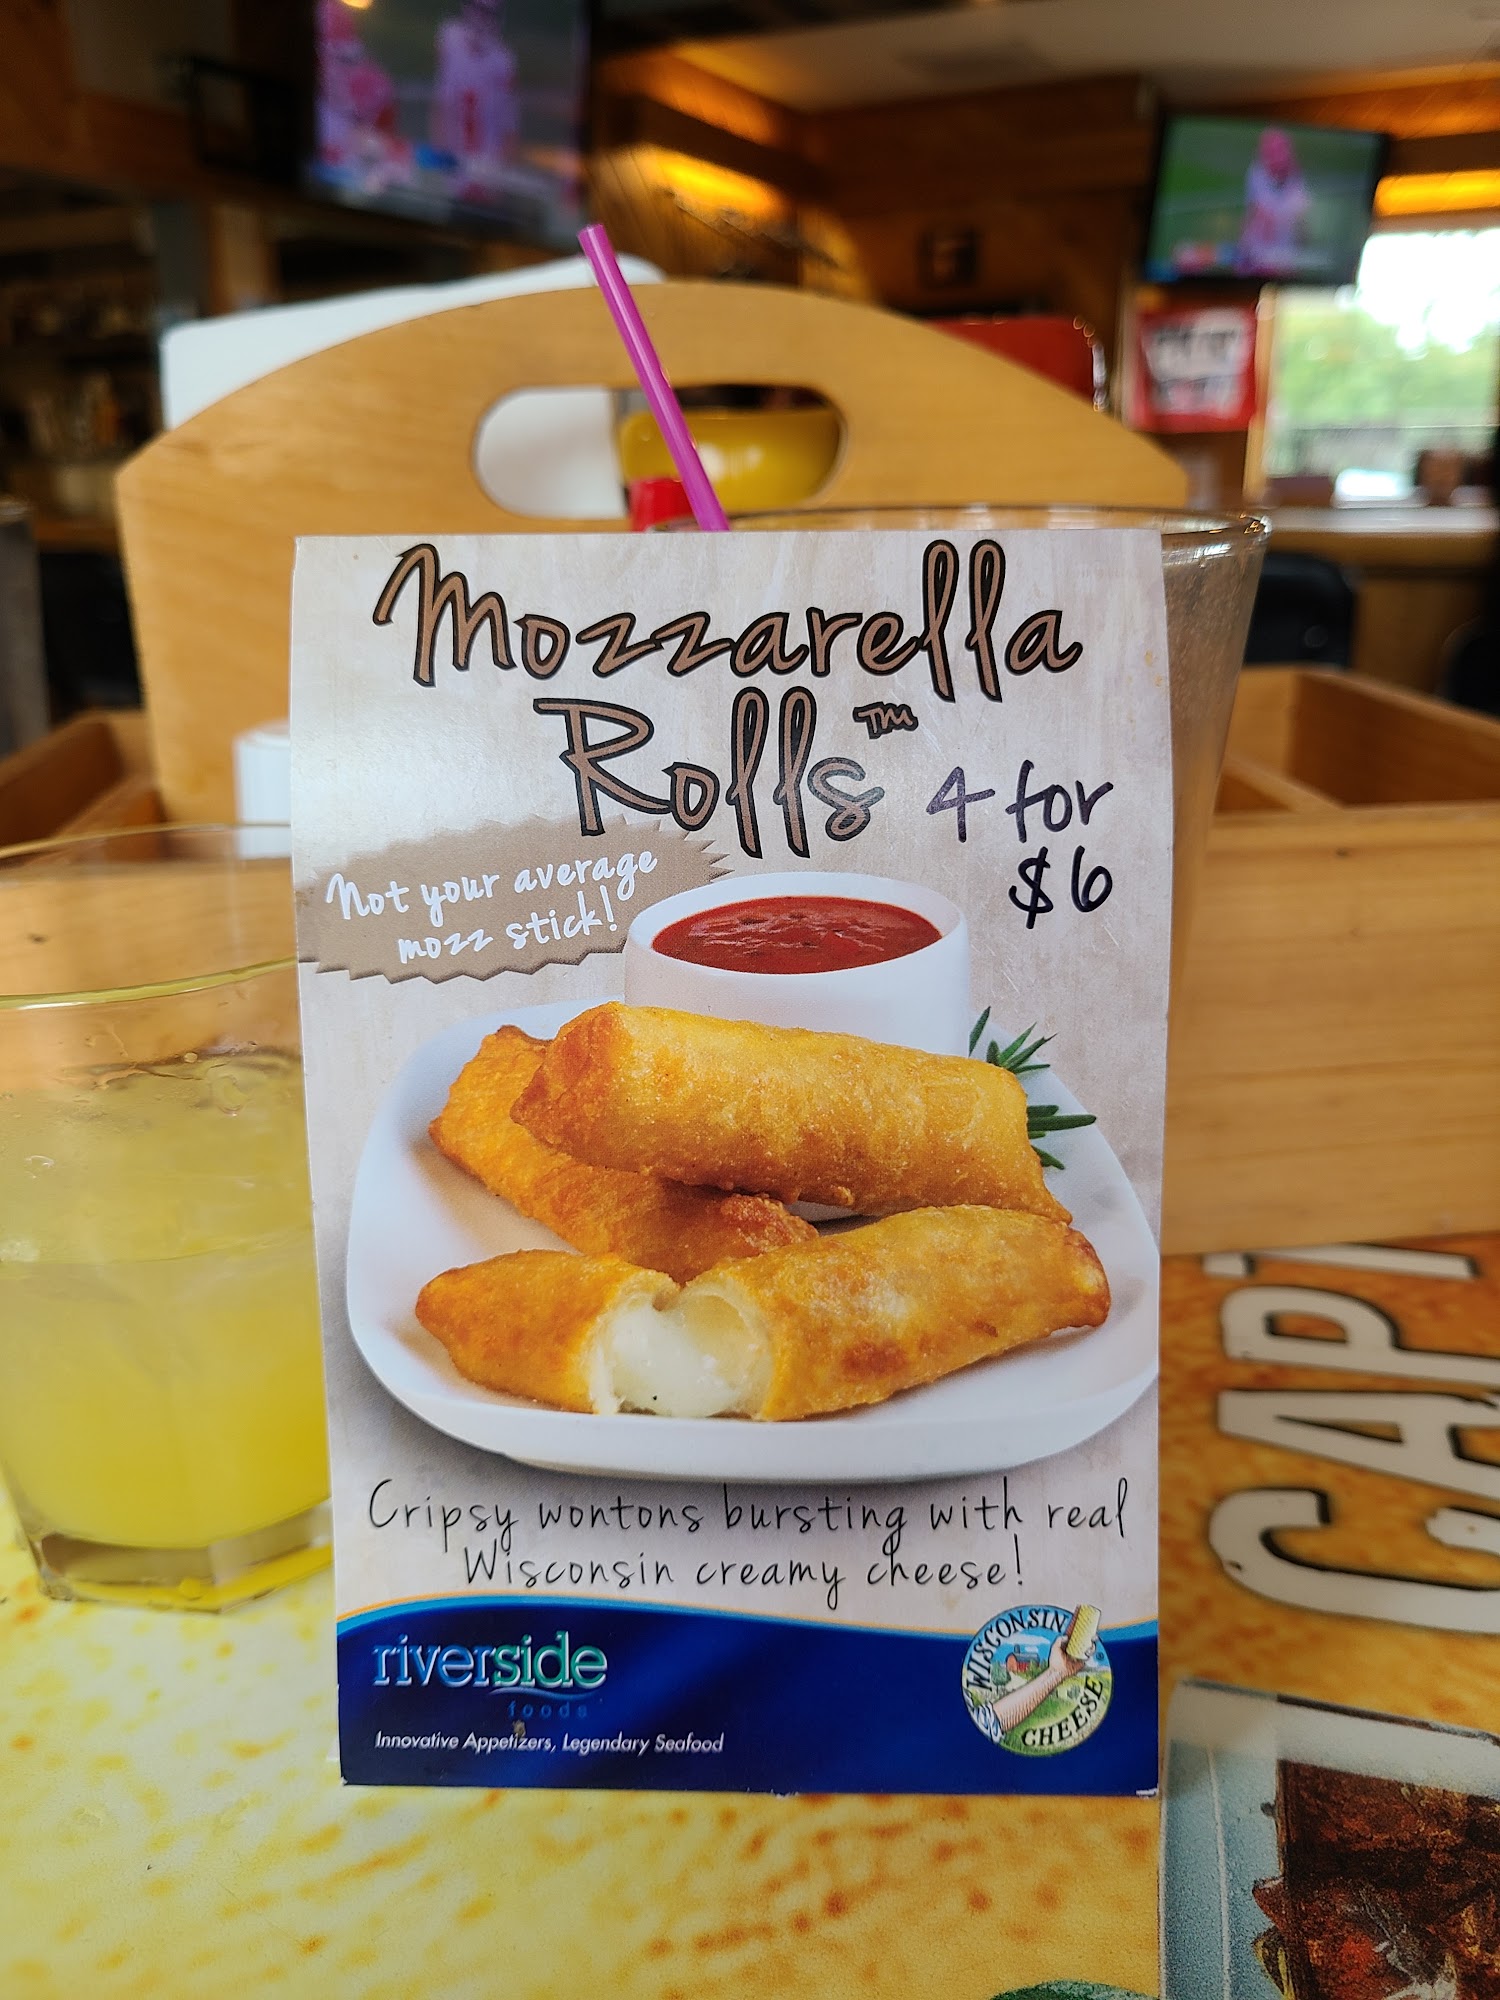 Mozzarella
Rolls™
4 for
$6
Not your average
mozz stick!
Cripsy wontons bursting with real
Wisconsin creamy cheese!
riverside
foods
Innovative Appetizers, Legendary Seafood
WISCONSIN
CHEESE
CAPT